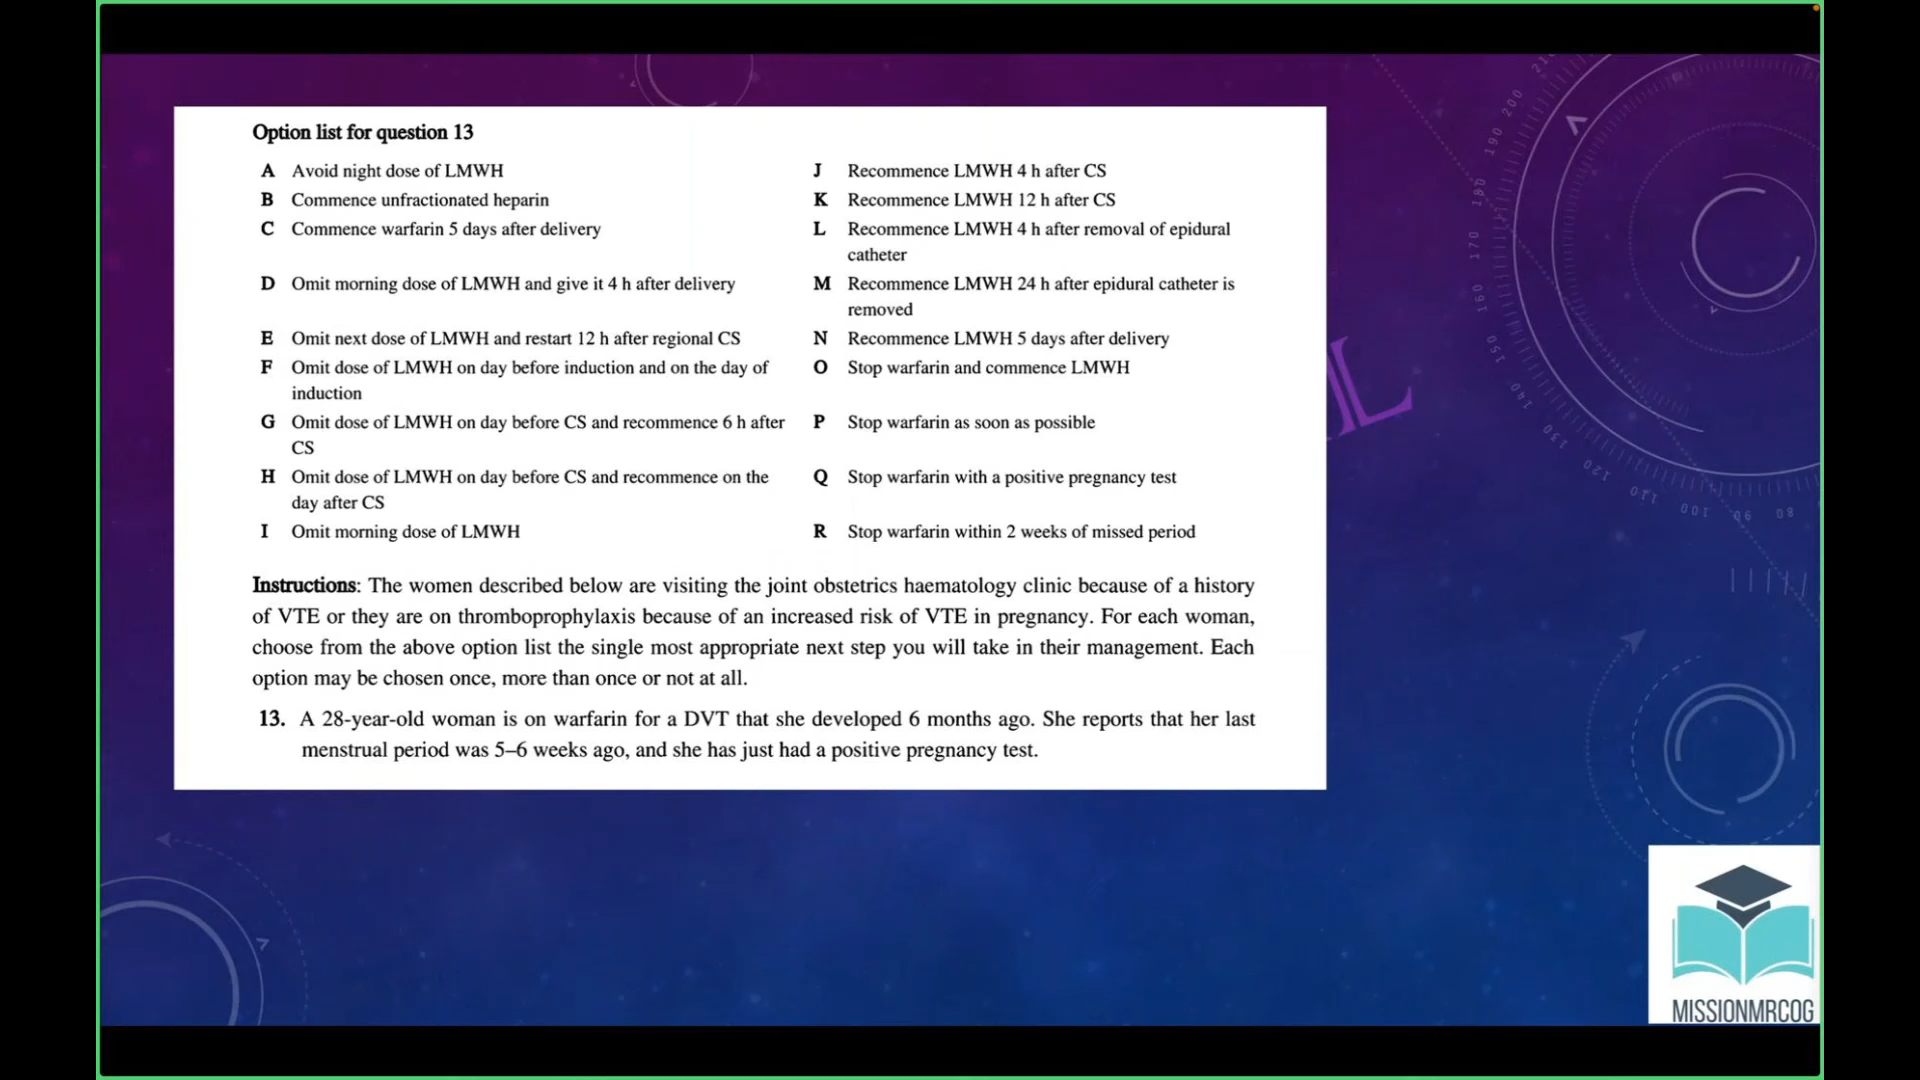 Option list for question 13
A Avoid night dose of LMWH
B Commence unfractionated heparin
C Commence warfarin 5 days after delivery
D Omit morning dose of LMWH and give it 4 h after delivery
E Omit next dose of LMWH and restart 12 h after regional CS
F Omit dose of LMWH on day before induction and on the day of
induction
G Omit dose of LMWH on day before CS and recommence 6 h after
CS
H Omit dose of LMWH on day before CS and recommence on the
day after CS
I Omit morning dose of LMWH
J Recommence LMWH 4 h after CS
K Recommence LMWH 12 h after CS
L Recommence LMWH 4 h after removal of epidural
catheter
M Recommence LMWH 24 h after epidural catheter is
removed
N Recommence LMWH 5 days after delivery
O Stop warfarin and commence LMWH
P Stop warfarin as soon as possible
Q Stop warfarin with a positive pregnancy test
R Stop warfarin within 2 weeks of missed period
Instructions: The women described below are visiting the joint obstetrics haematology clinic because of a history
of VTE or they are on thromboprophylaxis because of an increased risk of VTE in pregnancy. For each woman,
choose from the above option list the single most appropriate next step you will take in their management. Each
option may be chosen once, more than once or not at all.
13. A 28-year-old woman is on warfarin for a DVT that she developed 6 months ago. She reports that her last
menstrual period was 5–6 weeks ago, and she has just had a positive pregnancy test.
MISSIONMRCOG